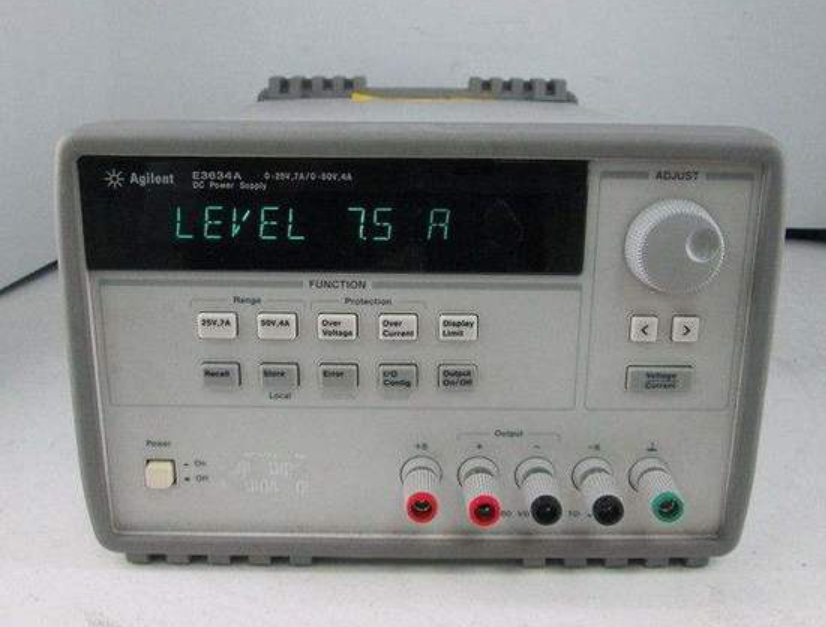 Agilent E3634A 0-25V,7A/0-50V,4A
DC Power Supply
LEVEL 7.5 A
ADJUST
FUNCTION
Range Protection
25V,7A 50V,4A Over Voltage Over Current Display Limit
< >
Recall Store Error I/O Config Output On/Off
Voltage Current
Local
Power
On
Off
Output
+S + - -S